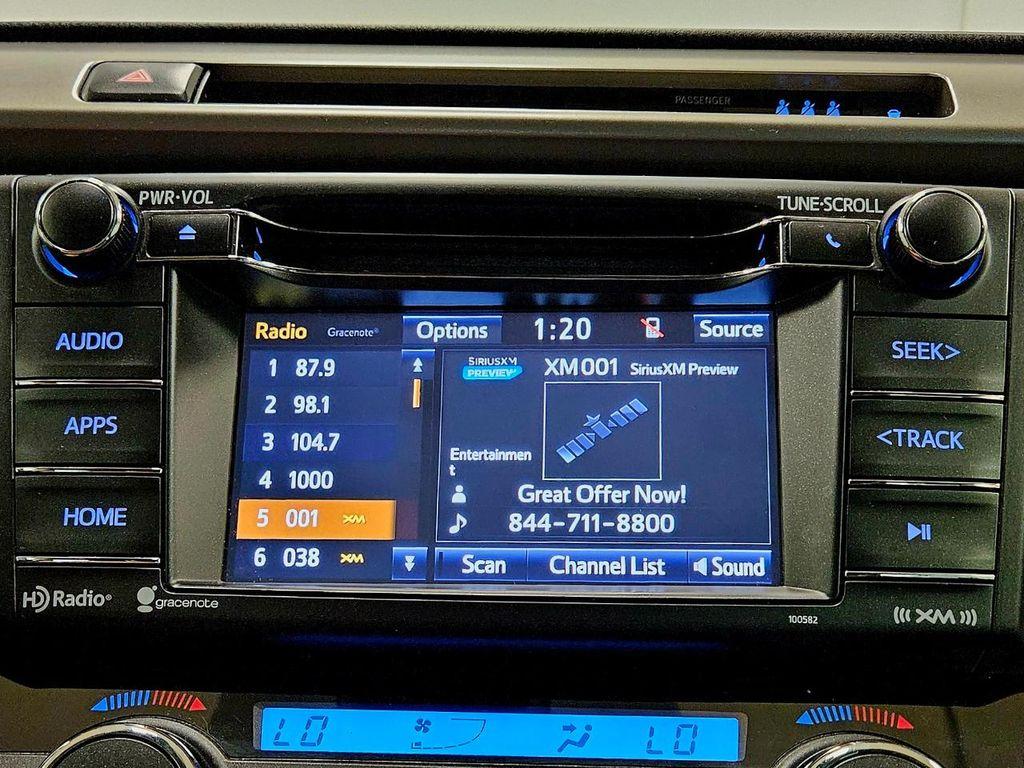 PASSENGER
PWR·VOL
TUNE·SCROLL
AUDIO
APPS
HOME
HD Radio®
gracenote
Radio Gracenote® Options 1:20 Source
1 87.9
2 98.1
3 104.7
4 1000
5 001 XM
6 038 XM
SIRIUSXM
PREVIEW
XM001 SiriusXM Preview
Entertainmen
t
Great Offer Now!
844-711-8800
Scan Channel List Sound
SEEK>
<TRACK
100582
XM
LO LO